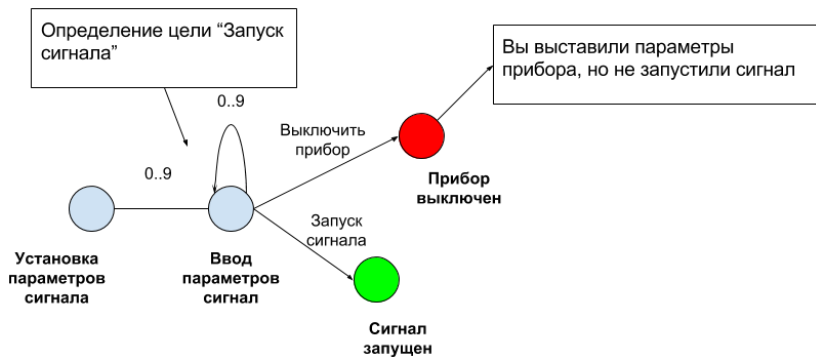 Определение цели “Запуск
сигнала”
Вы выставили параметры
прибора, но не запустили сигнал
0..9
Выключить
прибор
0..9
Прибор
выключен
Запуск
сигнала
Установка
параметров
сигнала
Ввод
параметров
сигнал
Сигнал
запущен